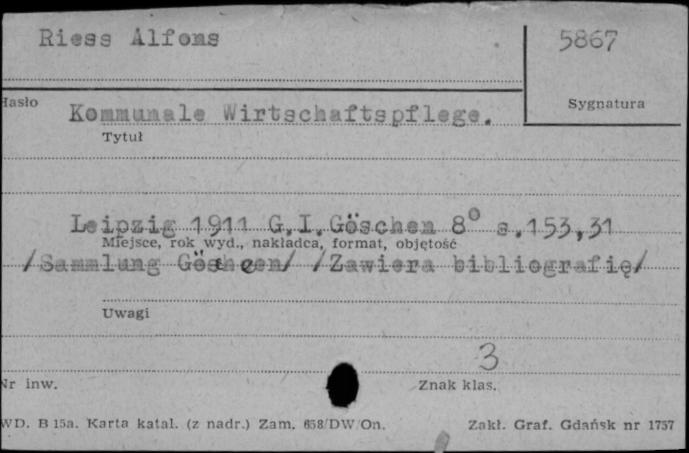 Riess Alfons
5867
Hasło
Sygnatura
Kommunale Wirtschaftspflege.
Tytuł
Leipzig 1911 G.I.Göschen 8° s.153,31
Miejsce, rok wyd., nakładca, format, objętość
/Sammlung Göshcen/ /Zawiera bibliografię/
Uwagi
3
Nr inw.
Znak klas.
WD. B 15a. Karta katal. (z nadr.) Zam. 658/DW/On.
Zakł. Graf. Gdańsk nr 1757